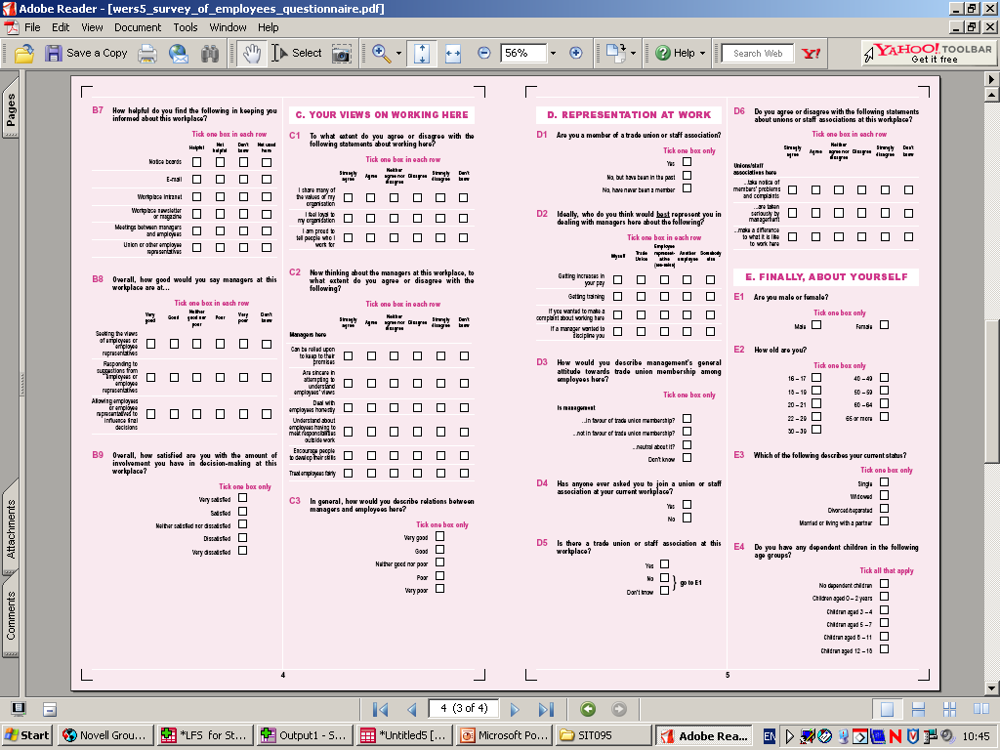 Adobe Reader - [wers5_survey_of_employees_questionnaire.pdf]
File Edit View Document Tools Window Help
Save a Copy
Select
56%
Help
Search Web
Y!
YAHOO! TOOLBAR
Get it free
Pages
Attachments
Comments
B7 How helpful do you find the following in keeping you
informed about this workplace?
Tick one box in each row
Helpful Not helpful Don't know Not used here
Notice boards
E-mail
Workplace intranet
Workplace newsletter
or magazine
Meetings between managers
and employees
Union or other employee
representatives
B8 Overall, how good would you say managers at this
workplace are at...
Tick one box in each row
Very good Good Neither good nor poor Poor Very poor Don't know
Seeking the views
of employees or
employee
representatives
Responding to
suggestions from
employees or
employee
representatives
Allowing employees
or employee
representatives to
influence final
decisions
B9 Overall, how satisfied are you with the amount of
involvement you have in decision-making at this
workplace?
Tick one box only
Very satisfied
Satisfied
Neither satisfied nor dissatisfied
Dissatisfied
Very dissatisfied
C. YOUR VIEWS ON WORKING HERE
C1 To what extent do you agree or disagree with the
following statements about working here?
Tick one box in each row
Strongly agree Agree Neither agree nor disagree Disagree Strongly disagree Don't know
I share many of
the values of my
organisation
I feel loyal to
my organisation
I am proud to
tell people who I
work for
C2 Now thinking about the managers at this workplace, to
what extent do you agree or disagree with the
following?
Tick one box in each row
Strongly agree Agree Neither agree nor disagree Disagree Strongly disagree Don't know
Managers here
Can be relied upon
to keep to their
promises
Are sincere in
attempting to
understand
employees' views
Deal with
employees honestly
Understand about
employees having to
meet responsibilities
outside work
Encourage people
to develop their skills
Treat employees fairly
C3 In general, how would you describe relations between
managers and employees here?
Tick one box only
Very good
Good
Neither good nor poor
Poor
Very poor
4
D. REPRESENTATION AT WORK
D1 Are you a member of a trade union or staff association?
Tick one box only
Yes
No, but have been in the past
No, have never been a member
D2 Ideally, who do you think would best represent you in
dealing with managers here about the following?
Tick one box in each row
Myself Trade Union Employee represent-ative (non-union) Another employee Somebody else
Getting increases in
your pay
Getting training
If you wanted to make a
complaint about working here
If a manager wanted to
discipline you
D3 How would you describe management's general
attitude towards trade union membership among
employees here?
Tick one box only
Is management
...in favour of trade union membership?
...not in favour of trade union membership?
...neutral about it?
Don't know
D4 Has anyone ever asked you to join a union or staff
association at your current workplace?
Tick one box only
Yes
No
D5 Is there a trade union or staff association at this
workplace?
Tick one box only
Yes
No
Don't know
go to E1
D6 Do you agree or disagree with the following statements
about unions or staff associations at this workplace?
Tick one box in each row
Strongly agree Agree Neither agree nor disagree Disagree Strongly disagree Don't know
Unions/staff
associations here
...take notice of
members' problems
and complaints
...are taken
seriously by
management
...make a difference
to what it is like
to work here
E. FINALLY, ABOUT YOURSELF
E1 Are you male or female?
Tick one box only
Male Female
E2 How old are you?
Tick one box only
16 – 17 40 – 49
18 – 19 50 – 59
20 – 21 60 – 64
22 – 29 65 or more
30 – 39
E3 Which of the following describes your current status?
Tick one box only
Single
Widowed
Divorced/separated
Married or living with a partner
E4 Do you have any dependent children in the following
age groups?
Tick all that apply
No dependent children
Children aged 0 – 2 years
Children aged 3 – 4
Children aged 5 – 7
Children aged 8 – 11
Children aged 12 – 18
5
4 (3 of 4)
Start
Novell Grou...
*LFS for St...
Output1 - S...
*Untitled5 [...
Microsoft Po...
SIT095
Adobe Rea...
EN
10:45